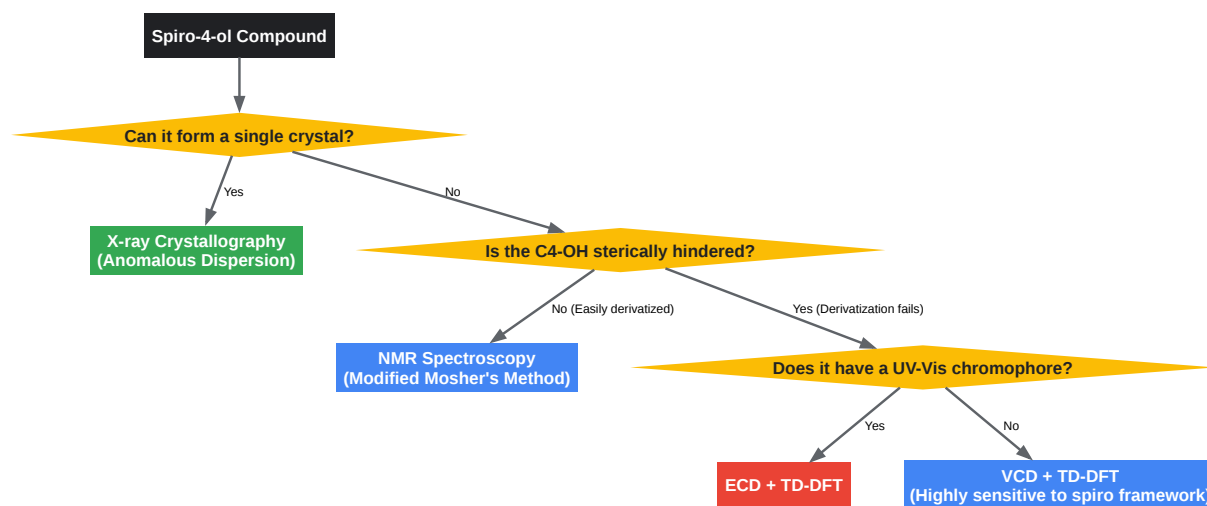 Spiro-4-ol Compound
Can it form a single crystal?
Yes
No
X-ray Crystallography
(Anomalous Dispersion)
Is the C4-OH sterically hindered?
No (Easily derivatized)
Yes (Derivatization fails)
NMR Spectroscopy
(Modified Mosher's Method)
Does it have a UV-Vis chromophore?
Yes
No
ECD + TD-DFT
VCD + TD-DFT
(Highly sensitive to spiro framework)